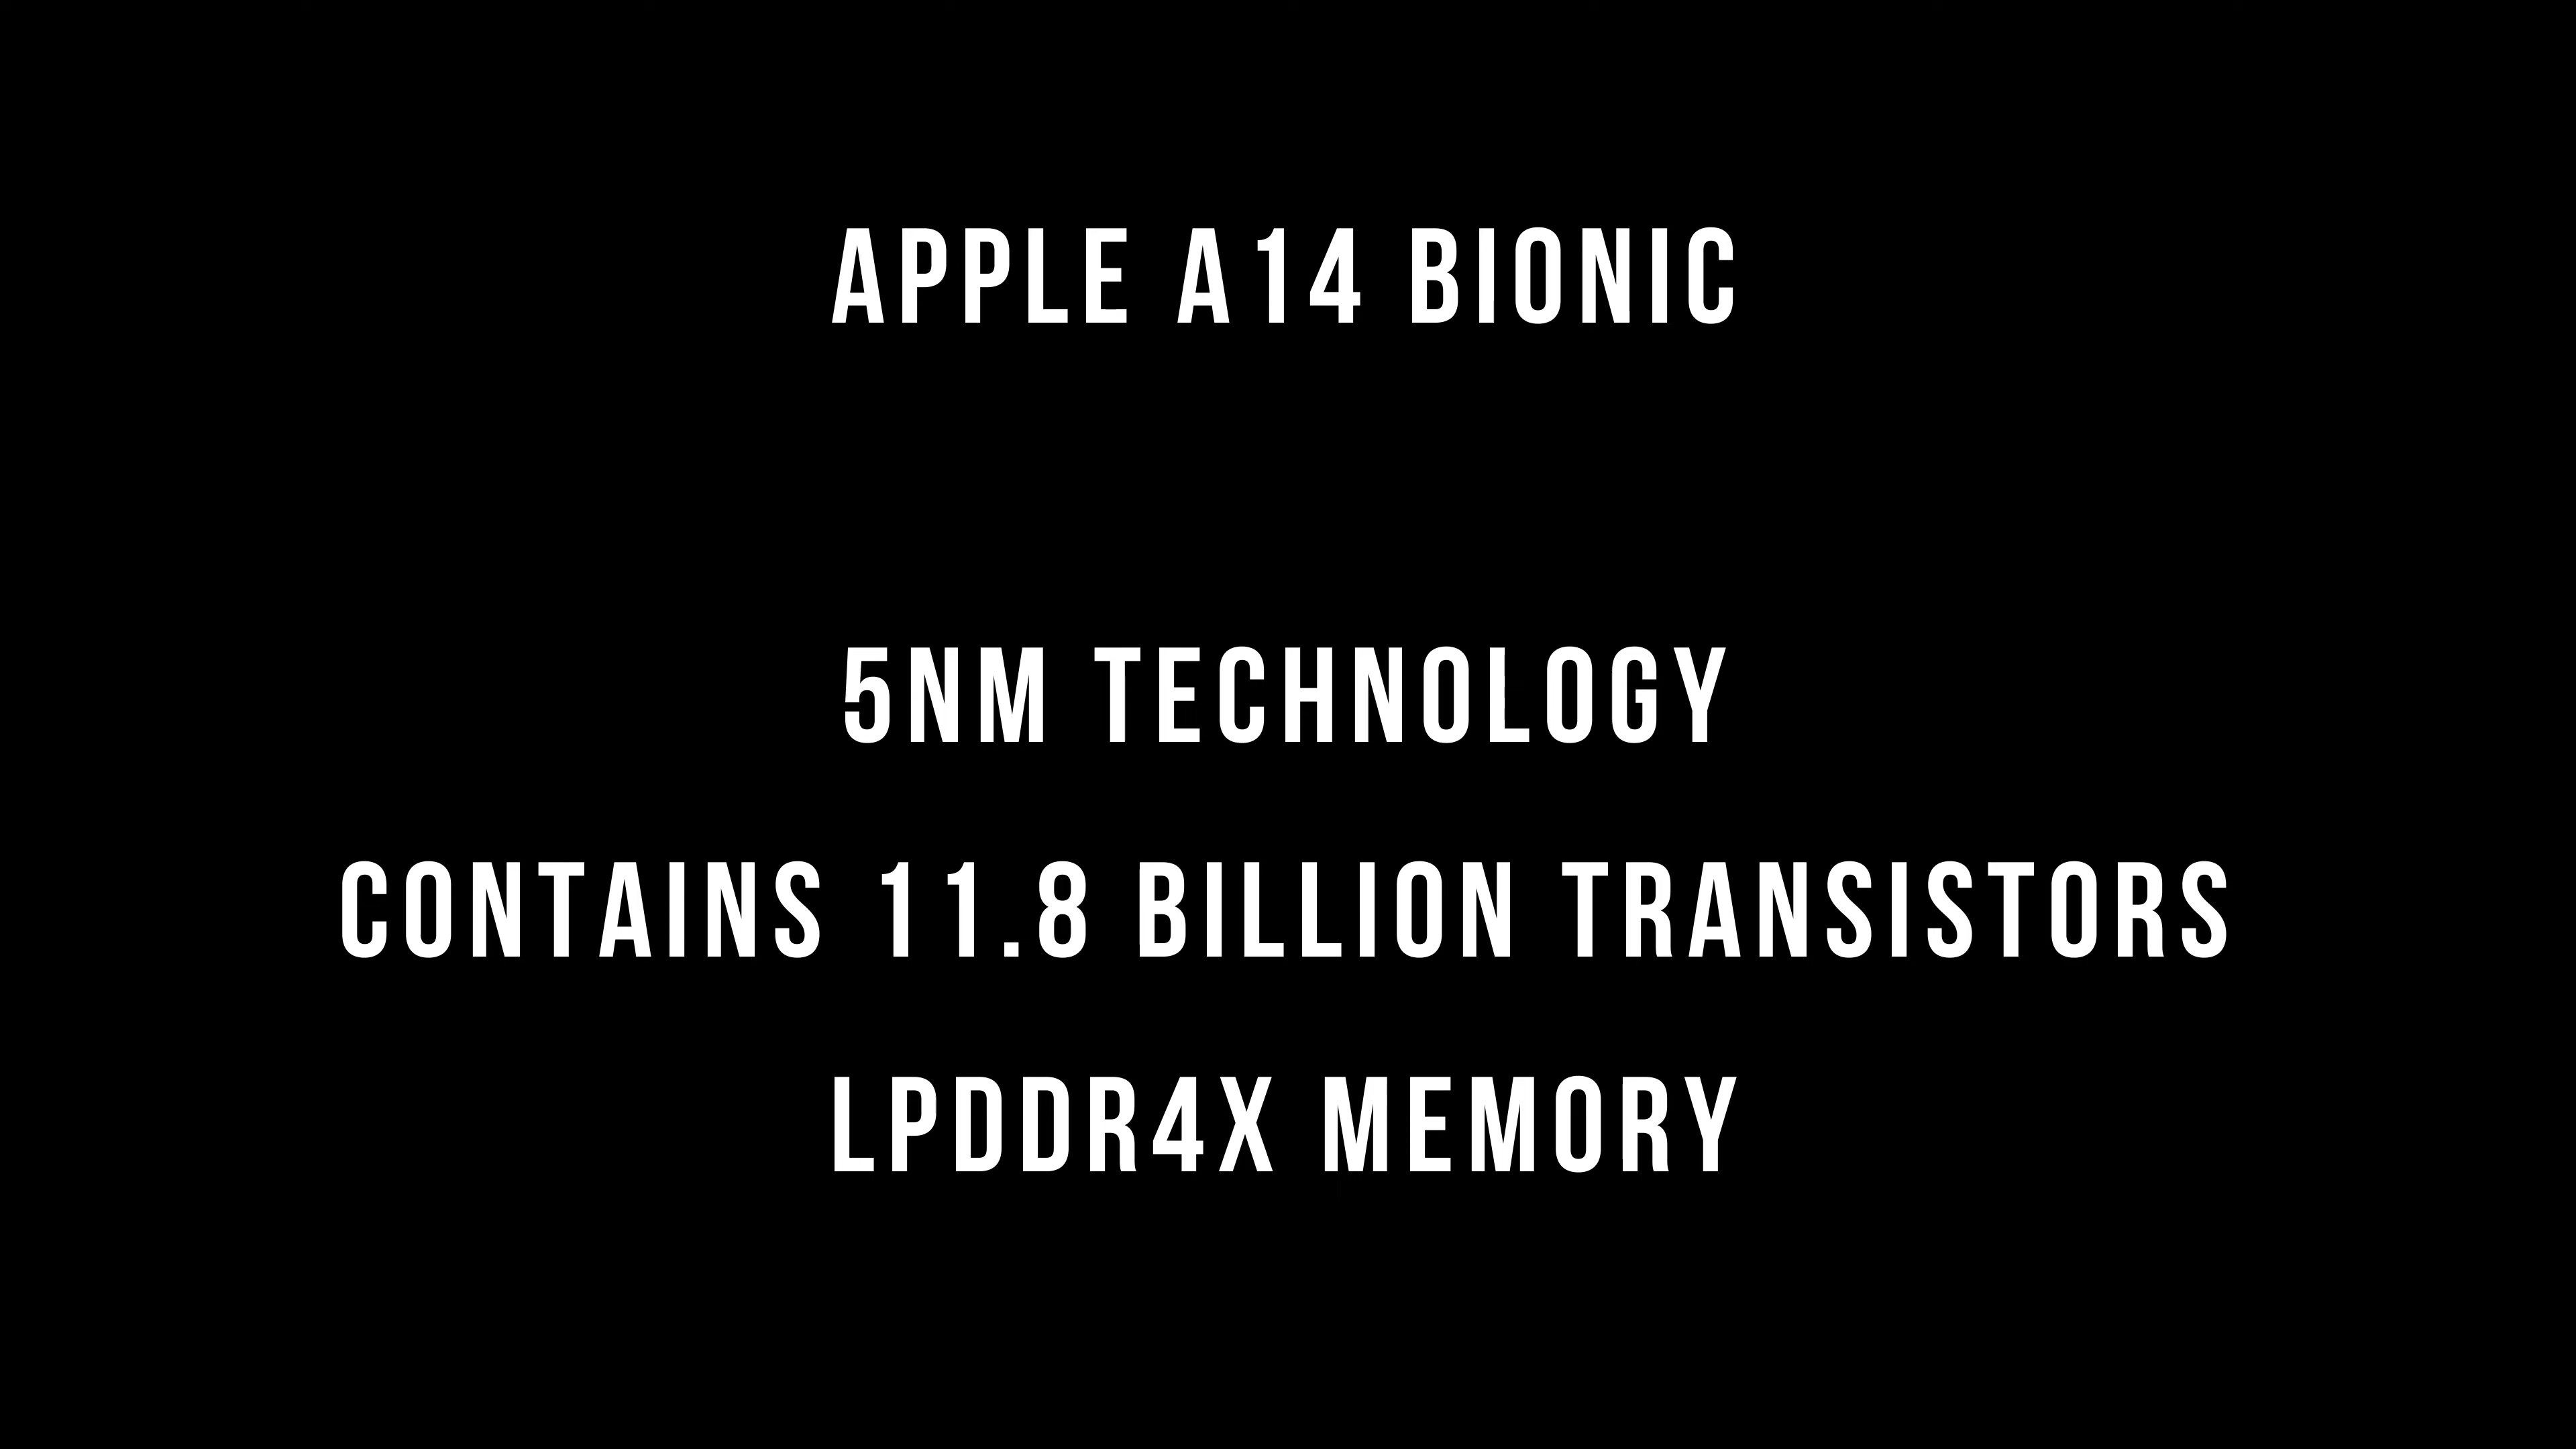 APPLE A14 BIONIC
5NM TECHNOLOGY
CONTAINS 11.8 BILLION TRANSISTORS
LPDDR4X MEMORY